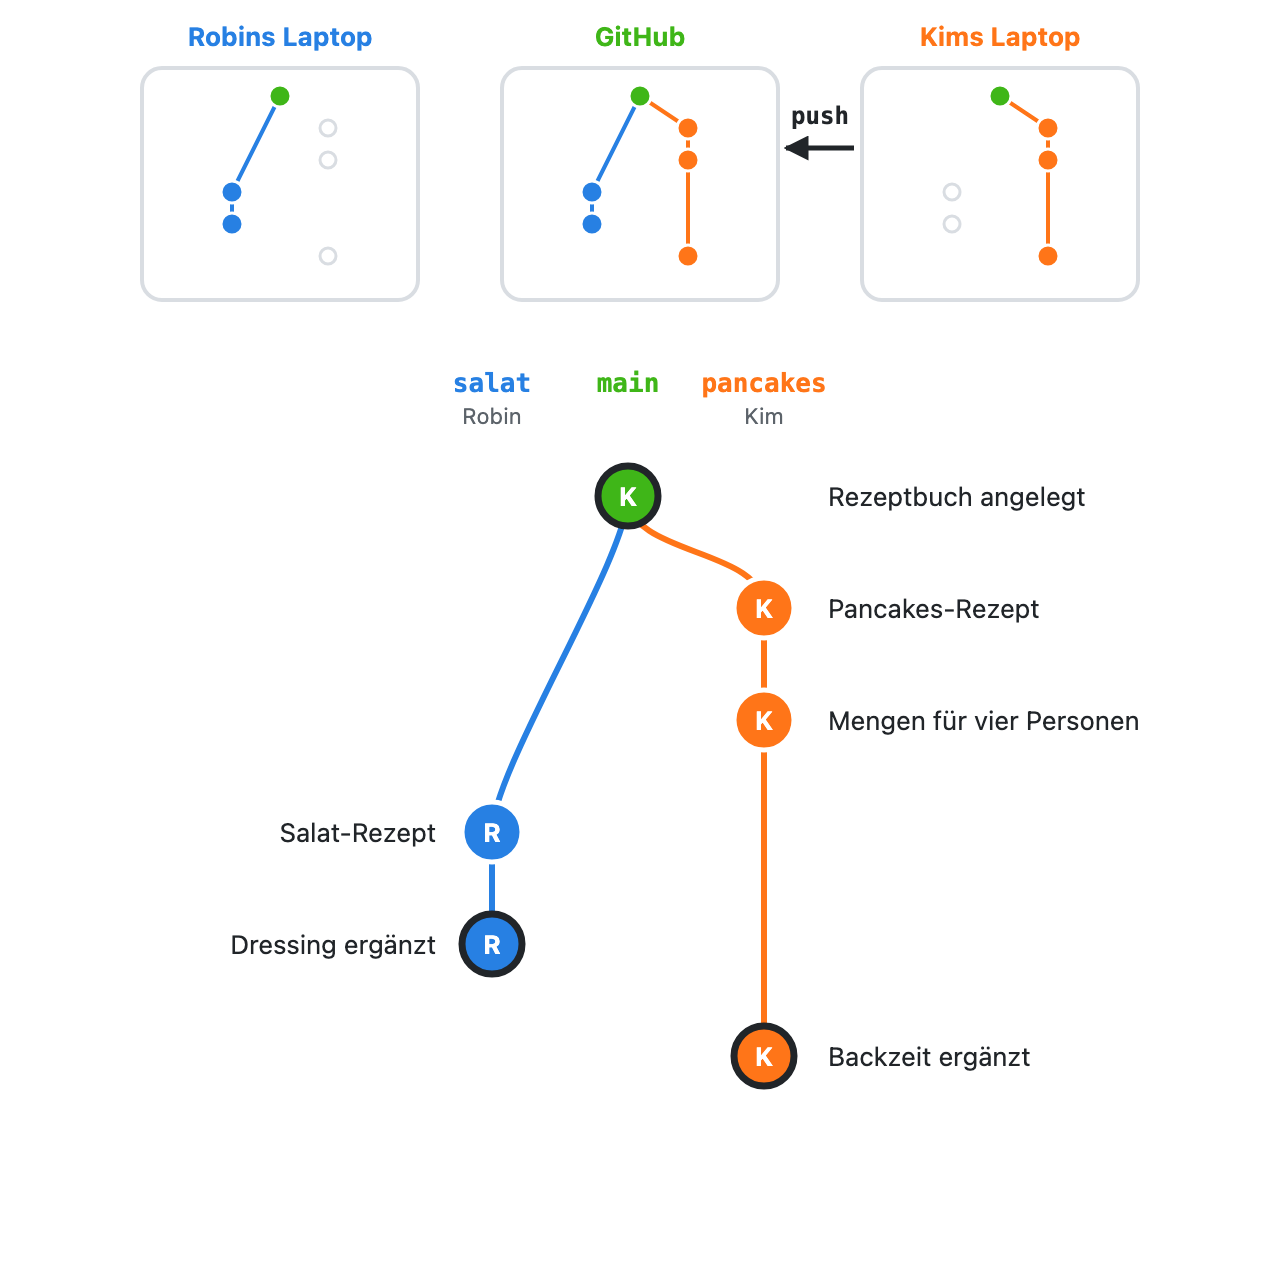 Robins Laptop
GitHub
Kims Laptop
push
salat
main
pancakes
Robin
Kim
K
Rezeptbuch angelegt
K
Pancakes-Rezept
K
Mengen für vier Personen
Salat-Rezept
R
Dressing ergänzt
R
K
Backzeit ergänzt